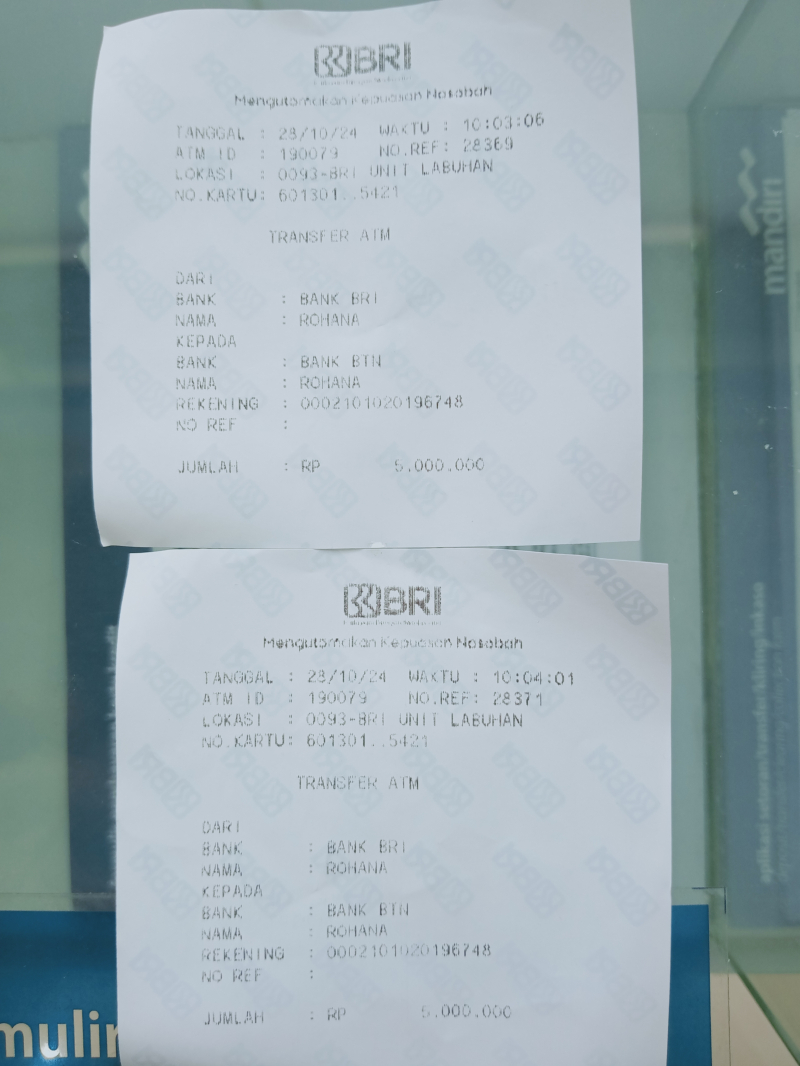 BRI
Mengutamakan Kepuasan Nasabah
TANGGAL : 28/10/24 WAKTU : 10:03:06
ATM ID : 190079 NO.REF: 28369
LOKASI : 0093-BRI UNIT LABUHAN
NO.KARTU: 601301..5421
TRANSFER ATM
DARI
BANK : BANK BRI
NAMA : ROHANA
KEPADA
BANK : BANK BTN
NAMA : ROHANA
REKENING : 0002101020196748
NO REF :
JUMLAH : RP 5.000.000
BRI
Mengutamakan Kepuasan Nasabah
TANGGAL : 28/10/24 WAKTU : 10:04:01
ATM ID : 190079 NO.REF: 28371
LOKASI : 0093-BRI UNIT LABUHAN
NO.KARTU: 601301..5421
TRANSFER ATM
DARI
BANK : BANK BRI
NAMA : ROHANA
KEPADA
BANK : BANK BTN
NAMA : ROHANA
REKENING : 0002101020196748
NO REF :
JUMLAH : RP 5.000.000
mandiri
aplikasi setoran/transfer/kliring/inkaso